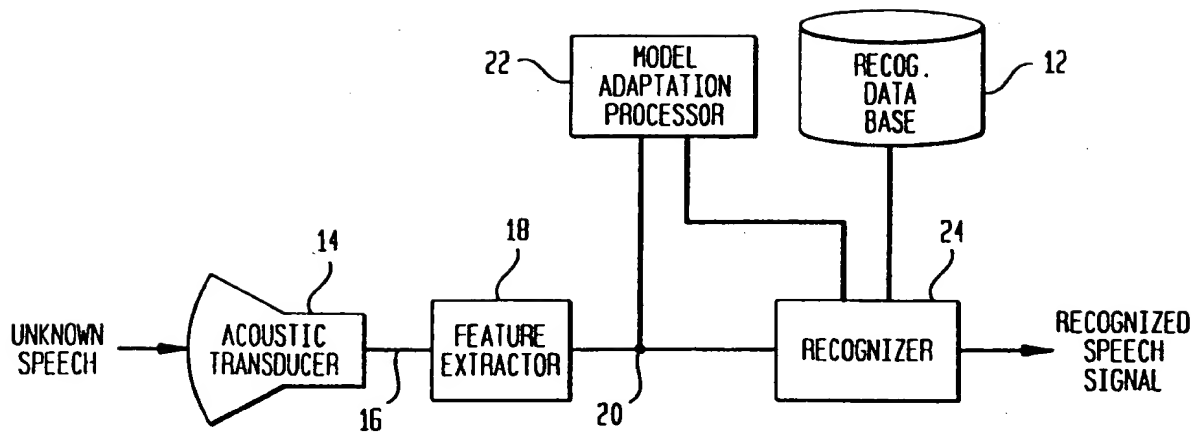 22
MODEL
ADAPTATION
PROCESSOR
RECOG.
DATA
BASE
12
14
18
24
UNKNOWN
SPEECH
ACOUSTIC
TRANSDUCER
FEATURE
EXTRACTOR
RECOGNIZER
RECOGNIZED
SPEECH
SIGNAL
16
20